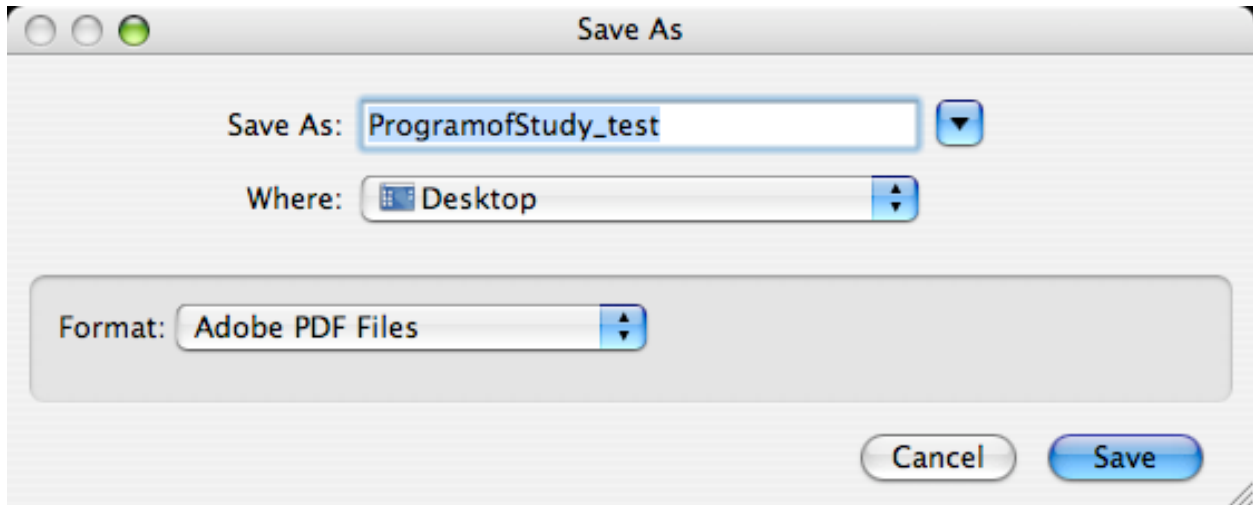 Save As
Save As: ProgramofStudy_test
Where: Desktop
Format: Adobe PDF Files
Cancel Save